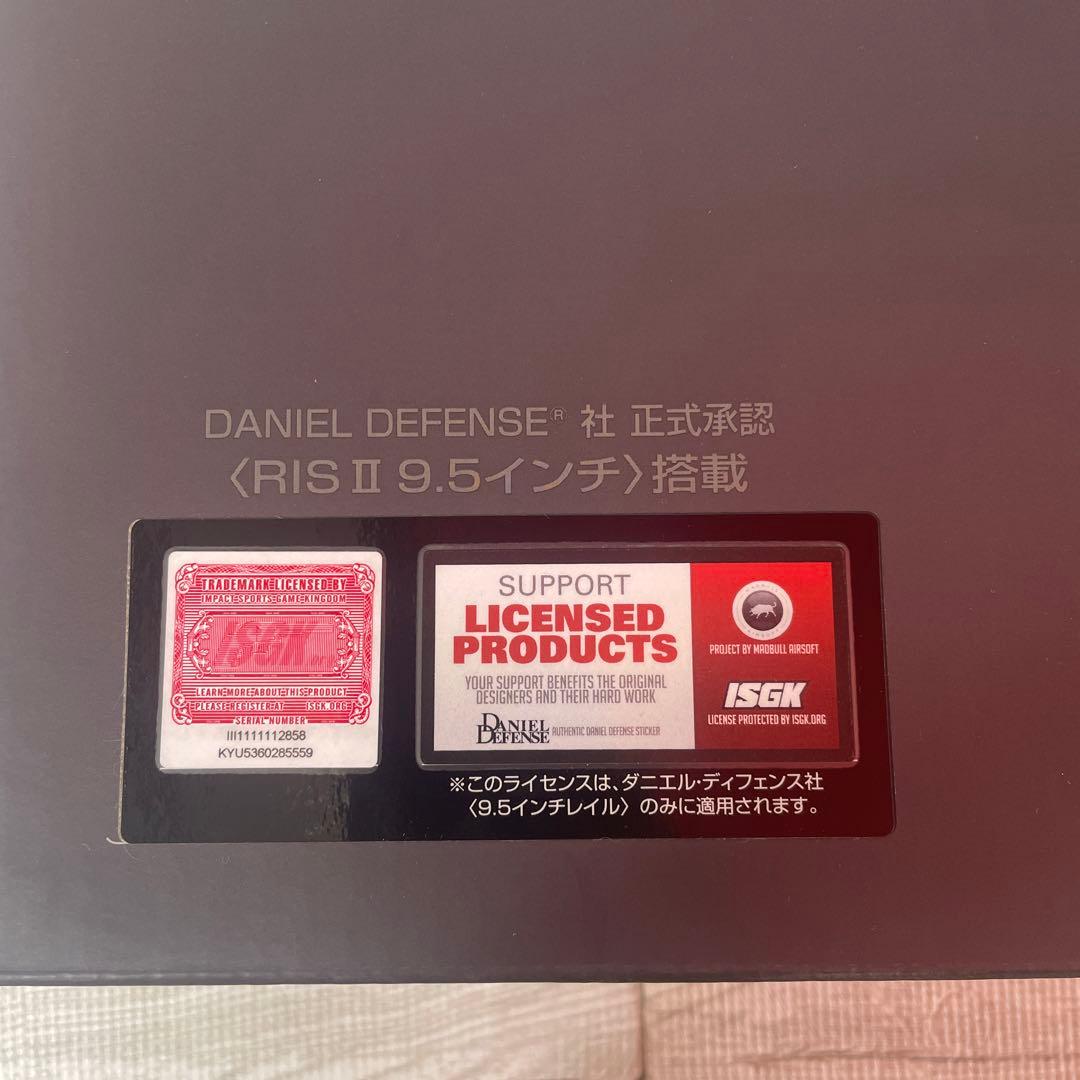 DANIEL DEFENSE® 社 正式承認
〈RIS II 9.5インチ〉搭載
TRADEMARK LICENSED BY
IMPACT SPORTS GAME KINGDOM
ISGK
LEARN MORE ABOUT THIS PRODUCT
PLEASE REGISTER AT ISGK.ORG
SERIAL NUMBER
III1111112858
KYU5360285559
SUPPORT
LICENSED
PRODUCTS
YOUR SUPPORT BENEFITS THE ORIGINAL
DESIGNERS AND THEIR HARD WORK
DANIEL
DEFENSE AUTHENTIC DANIEL DEFENSE STICKER
PROJECT BY MADBULL AIRSOFT
ISGK
LICENSE PROTECTED BY ISGK.ORG
※このライセンスは、ダニエル・ディフェンス社
〈9.5インチレイル〉のみに適用されます。